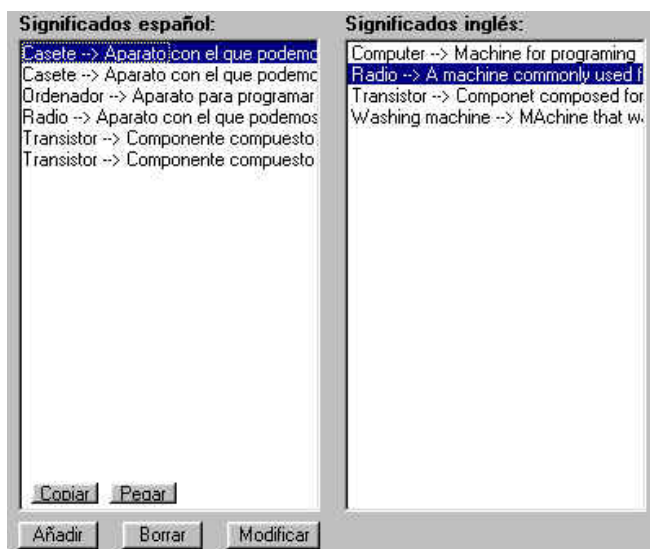 Significados español:
Casete --> Aparato con el que podemo
Casete --> Aparato con el que podemc
Ordenador --> Aparato para programar
Radio --> Aparato con el que podemos
Transistor --> Componente compuesto
Transistor --> Componente compuesto
Copiar
Pegar
Añadir
Borrar
Modificar
Significados inglés:
Computer --> Machine for programing
Radio --> A machine commonly used f
Transistor --> Componet composed for
Washing machine --> MAchine that wa